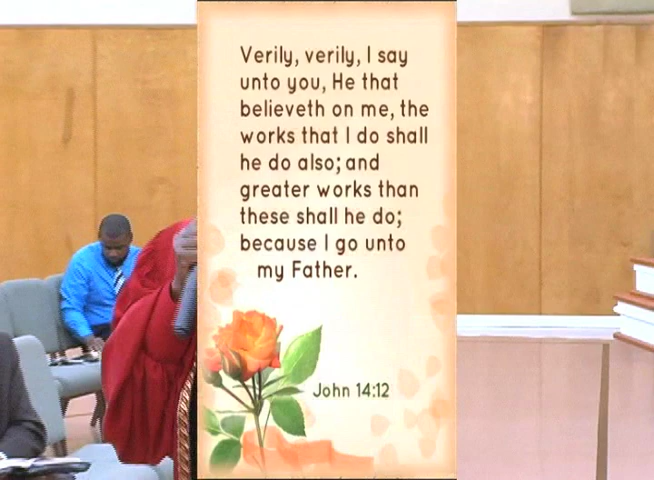 Verily, verily, I say
unto you, He that
believeth on me, the
works that I do shall
he do also; and
greater works than
these shall he do;
because I go unto
my Father.
John 14:12